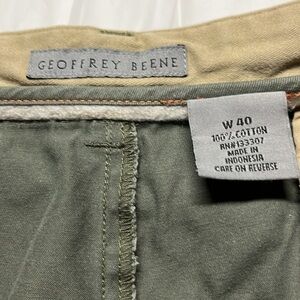 GEOFFREY BEENE
W 40
100% COTTON
RN#133307
MADE IN
INDONESIA
CARE ON REVERSE